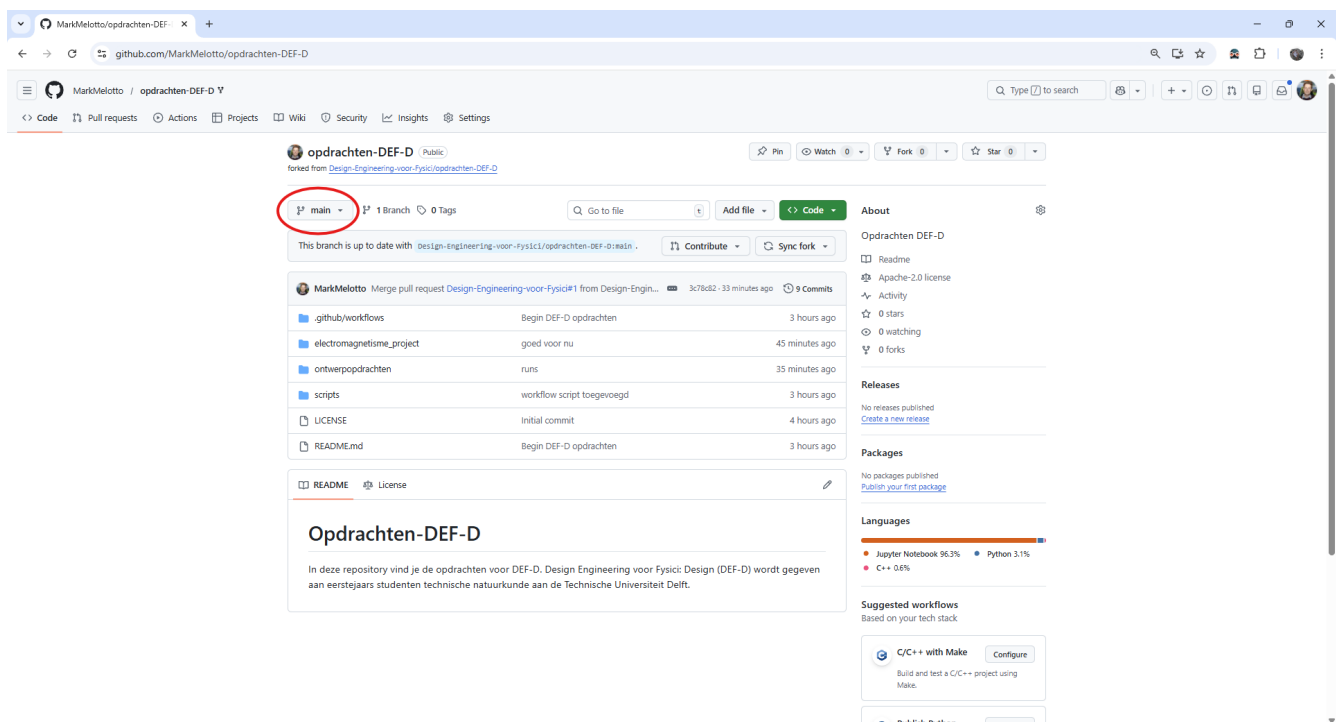 MarkMelotto/opdrachten-DEF-
github.com/MarkMelotto/opdrachten-DEF-D
MarkMelotto / opdrachten-DEF-D
Type / to search
Code Pull requests Actions Projects Wiki Security Insights Settings
opdrachten-DEF-D Public
forked from Design-Engineering-voor-Fysici/opdrachten-DEF-D
Pin Watch 0 Fork 0 Star 0
main 1 Branch 0 Tags Go to file t Add file Code
This branch is up to date with Design-Engineering-voor-Fysici/opdrachten-DEF-D:main . Contribute Sync fork
MarkMelotto Merge pull request Design-Engineering-voor-Fysici#1 from Design-Engin... 3c78c82 · 33 minutes ago 9 Commits
.github/workflows Begin DEF-D opdrachten 3 hours ago
electromagnetisme_project goed voor nu 45 minutes ago
ontwerpopdrachten runs 35 minutes ago
scripts workflow script toegevoegd 3 hours ago
LICENSE Initial commit 4 hours ago
README.md Begin DEF-D opdrachten 3 hours ago
README License
Opdrachten-DEF-D
In deze repository vind je de opdrachten voor DEF-D. Design Engineering voor Fysici: Design (DEF-D) wordt gegeven
aan eerstejaars studenten technische natuurkunde aan de Technische Universiteit Delft.
About
Opdrachten DEF-D
Readme
Apache-2.0 license
Activity
0 stars
0 watching
0 forks
Releases
No releases published
Create a new release
Packages
No packages published
Publish your first package
Languages
Jupyter Notebook 96.3% Python 3.1%
C++ 0.6%
Suggested workflows
Based on your tech stack
C/C++ with Make Configure
Build and test a C/C++ project using
Make.